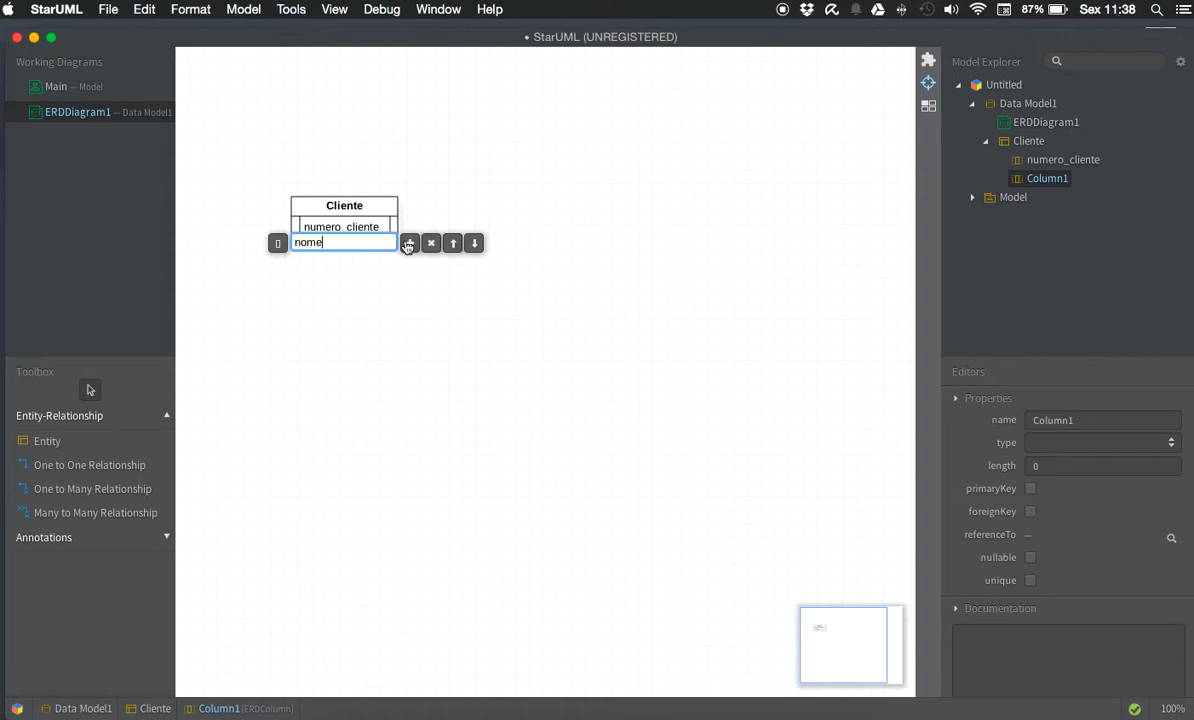 StarUML File Edit Format Model Tools View Debug Window Help 87% Sex 11:38
• StarUML (UNREGISTERED)
Working Diagrams
Main — Model
ERDDiagram1 — Data Model1
Cliente
numero_cliente
nome
Toolbox
Entity-Relationship
Entity
One to One Relationship
One to Many Relationship
Many to Many Relationship
Annotations
Model Explorer
Untitled
Data Model1
ERDDiagram1
Cliente
numero_cliente
Column1
Model
Editors
Properties
name Column1
type
length 0
primaryKey
foreignKey
referenceTo —
nullable
unique
Documentation
Data Model1 Cliente Column1 (ERDColumn) 100%